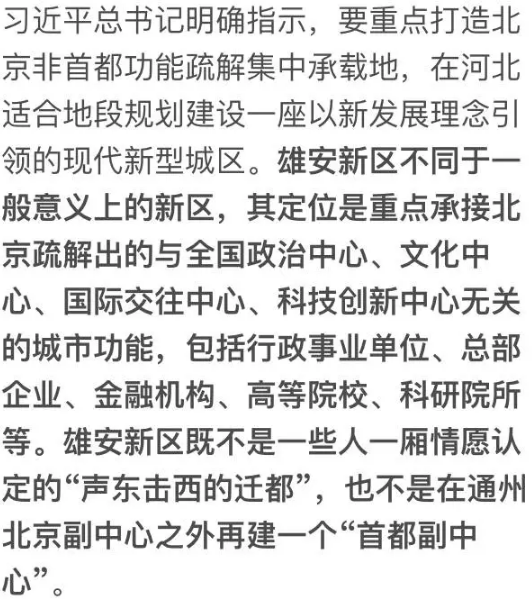 习近平总书记明确指示，要重点打造北
京非首都功能疏解集中承载地，在河北
适合地段规划建设一座以新发展理念引
领的现代新型城区。雄安新区不同于一
般意义上的新区，其定位是重点承接北
京疏解出的与全国政治中心、文化中
心、国际交往中心、科技创新中心无关
的城市功能，包括行政事业单位、总部
企业、金融机构、高等院校、科研院所
等。雄安新区既不是一些人一厢情愿认
定的“声东击西的迁都”，也不是在通州
北京副中心之外再建一个“首都副中
心”。